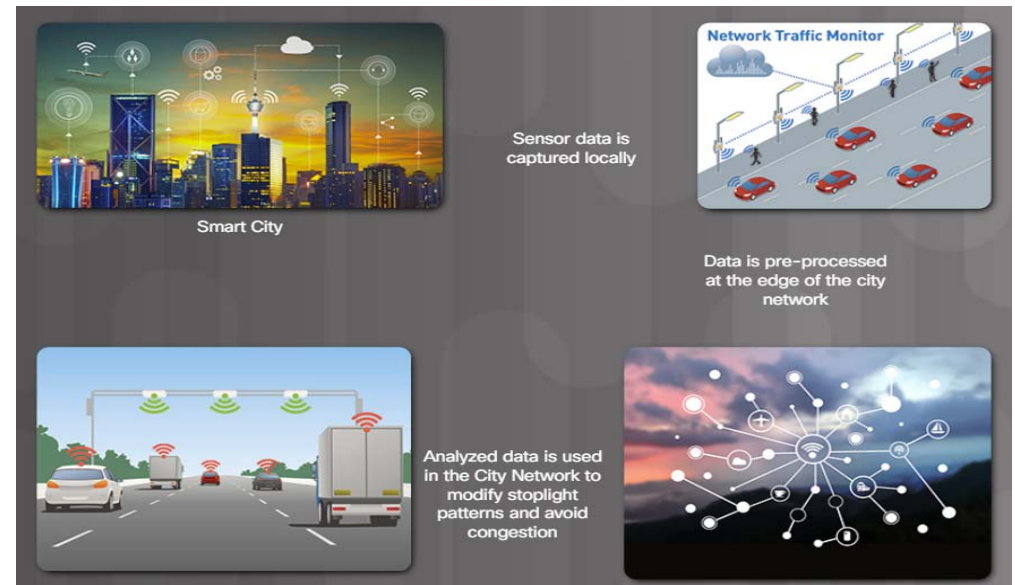 Network Traffic Monitor
Sensor data is
captured locally
Smart City
Data is pre-processed
at the edge of the city
network
Analyzed data is used
in the City Network to
modify stoplight
patterns and avoid
congestion